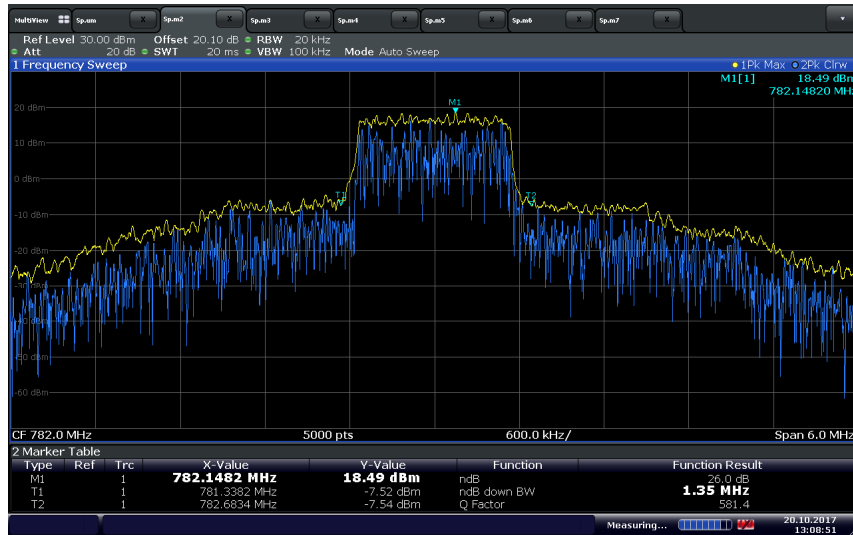 MultiView Sp.um X Sp.m2 X Sp.m3 X Sp.m4 X Sp.m5 X Sp.m6 X Sp.m7 X
Ref Level 30.00 dBm Offset 20.10 dB RBW 20 kHz
Att 20 dB SWT 20 ms VBW 100 kHz Mode Auto Sweep
1 Frequency Sweep 1Pk Max 2Pk Clrw
M1[1] 18.49 dBm
782.14820 MHz
M1
20 dBm
10 dBm
0 dBm
T1 T2
-10 dBm
-20 dBm
-50 dBm
-60 dBm
CF 782.0 MHz 5000 pts 600.0 kHz/ Span 6.0 MHz
2 Marker Table
Type Ref Trc X-Value Y-Value Function Function Result
M1 1 782.1482 MHz 18.49 dBm ndB 26.0 dB
T1 1 781.3382 MHz -7.52 dBm ndB down BW 1.35 MHz
T2 1 782.6834 MHz -7.54 dBm Q Factor 581.4
Measuring... 20.10.2017
13:08:51